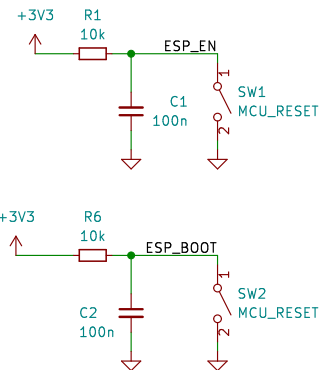 +3V3
R1
10k
ESP_EN
1
SW1
MCU_RESET
2
C1
100n
+3V3
R6
10k
ESP_BOOT
1
SW2
MCU_RESET
2
C2
100n